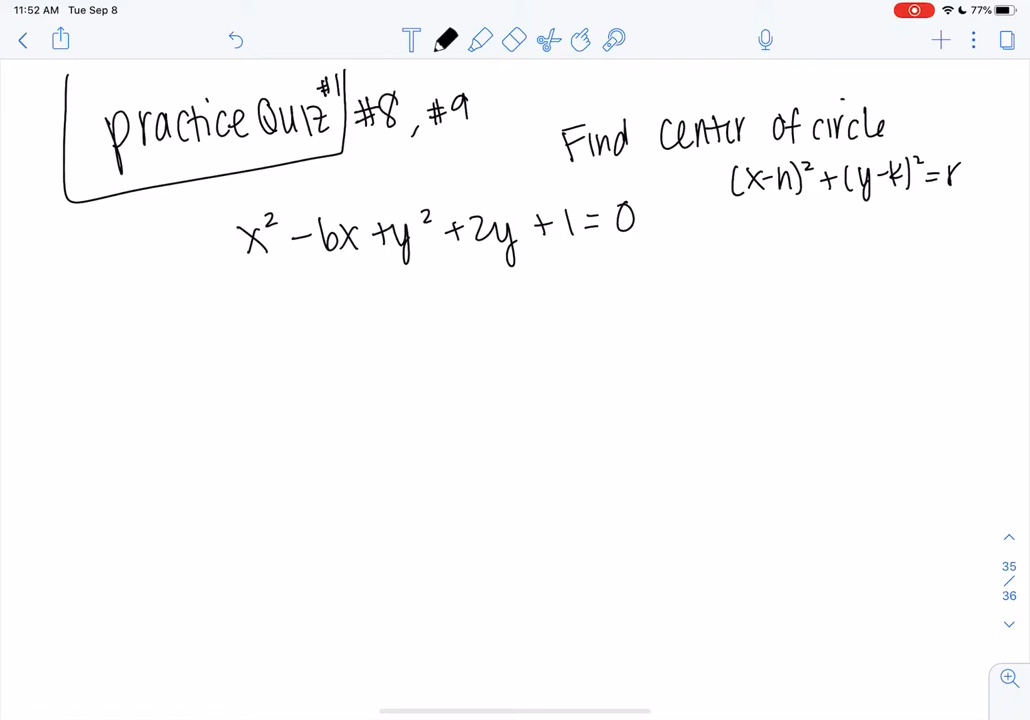 11:52 AM Tue Sep 8
77%
T
practice Quiz #1 #8, #9
Find center of circle
(x-h)² + (y-k)² = r
x² - 6x + y² + 2y + 1 = 0
35
/
36